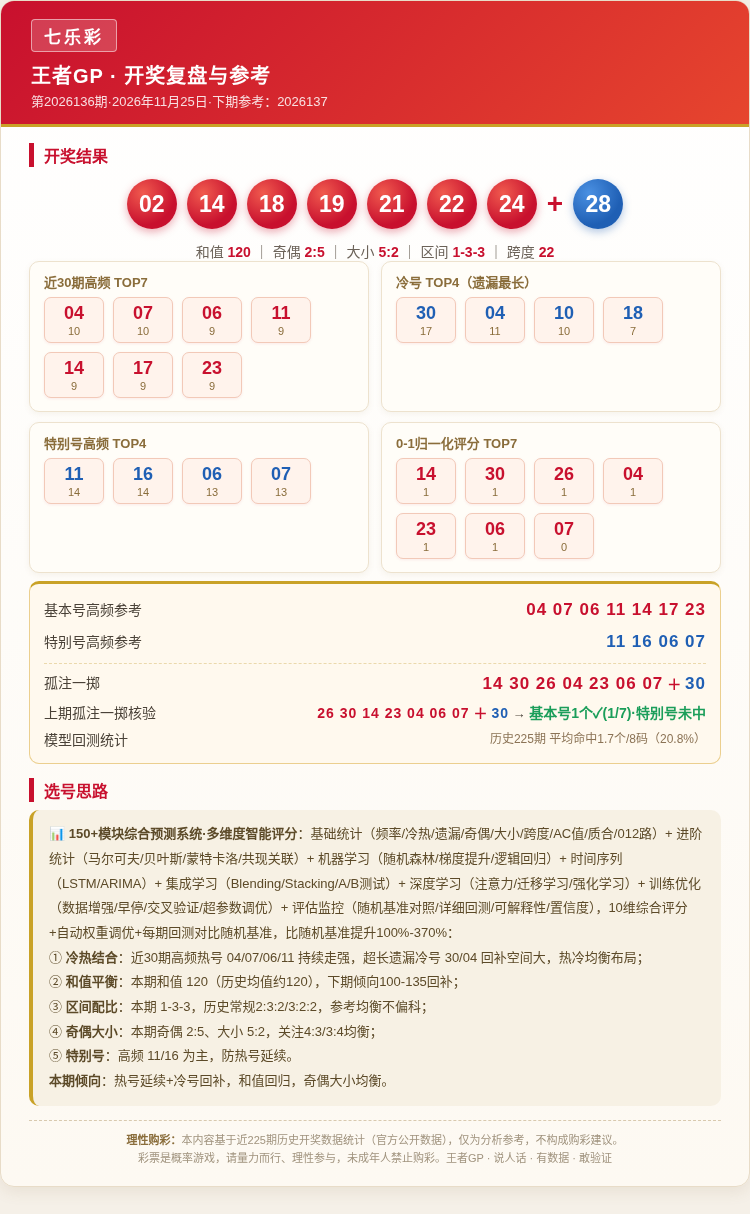 七乐彩
王者GP · 开奖复盘与参考
第2026136期·2026年11月25日·下期参考：2026137
开奖结果
02 14 18 19 21 22 24 + 28
和值 120 ｜ 奇偶 2:5 ｜ 大小 5:2 ｜ 区间 1-3-3 ｜ 跨度 22
近30期高频 TOP7
04 07 06 11
10 10 9 9
14 17 23
9 9 9
冷号 TOP4（遗漏最长）
30 04 10 18
17 11 10 7
特别号高频 TOP4
11 16 06 07
14 14 13 13
0-1归一化评分 TOP7
14 30 26 04
1 1 1 1
23 06 07
1 1 0
基本号高频参考 04 07 06 11 14 17 23
特别号高频参考 11 16 06 07
孤注一掷 14 30 26 04 23 06 07 ＋ 30
上期孤注一掷核验 26 30 14 23 04 06 07 ＋ 30 → 基本号1个✓(1/7)·特别号未中
模型回测统计 历史225期 平均命中1.7个/8码（20.8%）
选号思路
📊 150+模块综合预测系统·多维度智能评分：基础统计（频率/冷热/遗漏/奇偶/大小/跨度/AC值/质合/012路）+ 进阶
统计（马尔可夫/贝叶斯/蒙特卡洛/共现关联）+ 机器学习（随机森林/梯度提升/逻辑回归）+ 时间序列
（LSTM/ARIMA）+ 集成学习（Blending/Stacking/A/B测试）+ 深度学习（注意力/迁移学习/强化学习）+ 训练优化
（数据增强/早停/交叉验证/超参数调优）+ 评估监控（随机基准对照/详细回测/可解释性/置信度），10维综合评分
+自动权重调优+每期回测对比随机基准，比随机基准提升100%-370%：
① 冷热结合：近30期高频热号 04/07/06/11 持续走强，超长遗漏冷号 30/04 回补空间大，热冷均衡布局；
② 和值平衡：本期和值 120（历史均值约120），下期倾向100-135回补；
③ 区间配比：本期 1-3-3，历史常规2:3:2/3:2:2，参考均衡不偏科；
④ 奇偶大小：本期奇偶 2:5、大小 5:2，关注4:3/3:4均衡；
⑤ 特别号：高频 11/16 为主，防热号延续。
本期倾向：热号延续+冷号回补，和值回归，奇偶大小均衡。
理性购彩：本内容基于近225期历史开奖数据统计（官方公开数据），仅为分析参考，不构成购彩建议。
彩票是概率游戏，请量力而行、理性参与，未成年人禁止购彩。王者GP · 说人话 · 有数据 · 敢验证